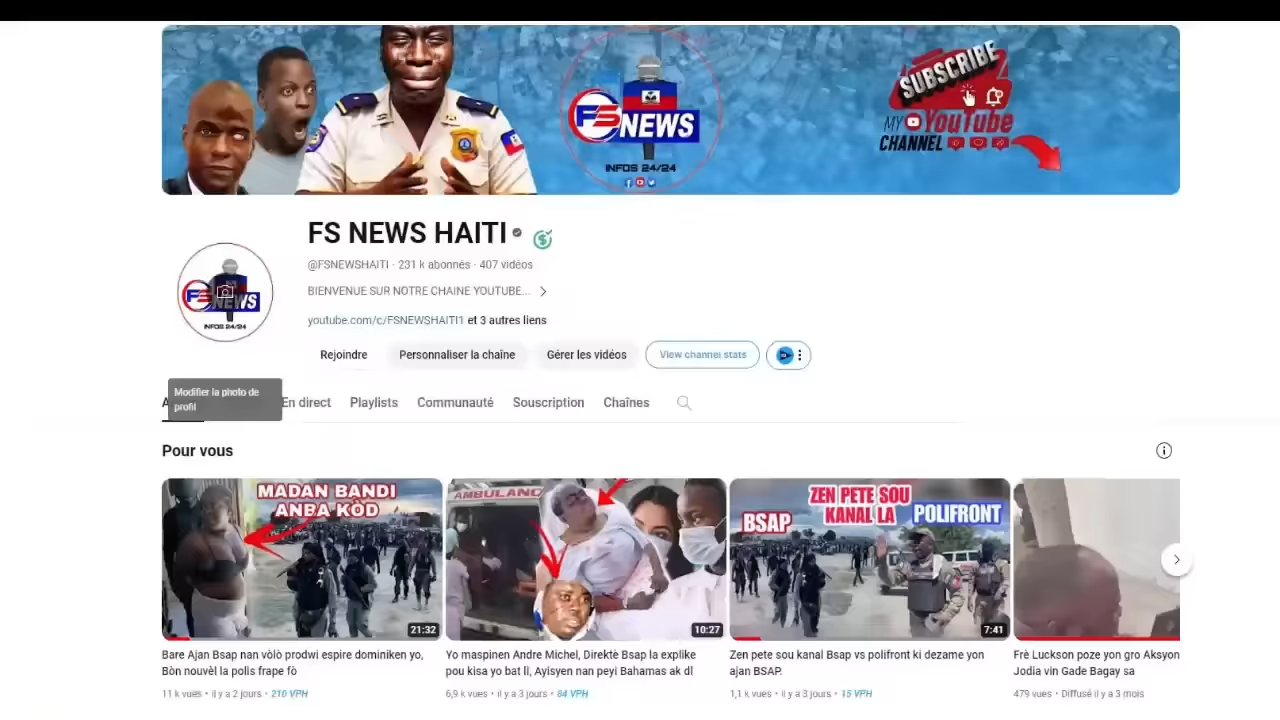 SUBSCRIBE
MY YouTube
CHANNEL
FS NEWS
INFOS 24/24
FS NEWS HAITI
@FSNEWSHAITI · 231 k abonnés · 407 vidéos
BIENVENUE SUR NOTRE CHAINE YOUTUBE...
FS NEWS
INFOS 24/24
youtube.com/c/FSNEWSHAITI1 et 3 autres liens
Rejoindre
Personnaliser la chaîne
Gérer les vidéos
View channel stats
Modifier la photo de
profil
A
En direct
Playlists
Communauté
Souscription
Chaînes
Pour vous
MADAN BANDI
ANBA KÒD
21:32
AMBULANC
10:27
ZEN PETE SOU
KANAL LA
BSAP
POLIFRONT
7:41
Bare Ajan Bsap nan vòlò prodwi espire dominiken yo,
Bòn nouvèl la polis frape fò
11 k vues · il y a 2 jours · 210 VPH
Yo maspinen Andre Michel, Direktè Bsap la explike
pou kisa yo bat li, Ayisyen nan peyi Bahamas ak dl
6,9 k vues · il y a 3 jours · 84 VPH
Zen pete sou kanal Bsap vs polifront ki dezame yon
ajan BSAP.
1,1 k vues · il y a 3 jours · 15 VPH
Frè Luckson poze yon gro Aksyon
Jodia vin Gade Bagay sa
479 vues · Diffusé il y a 3 mois